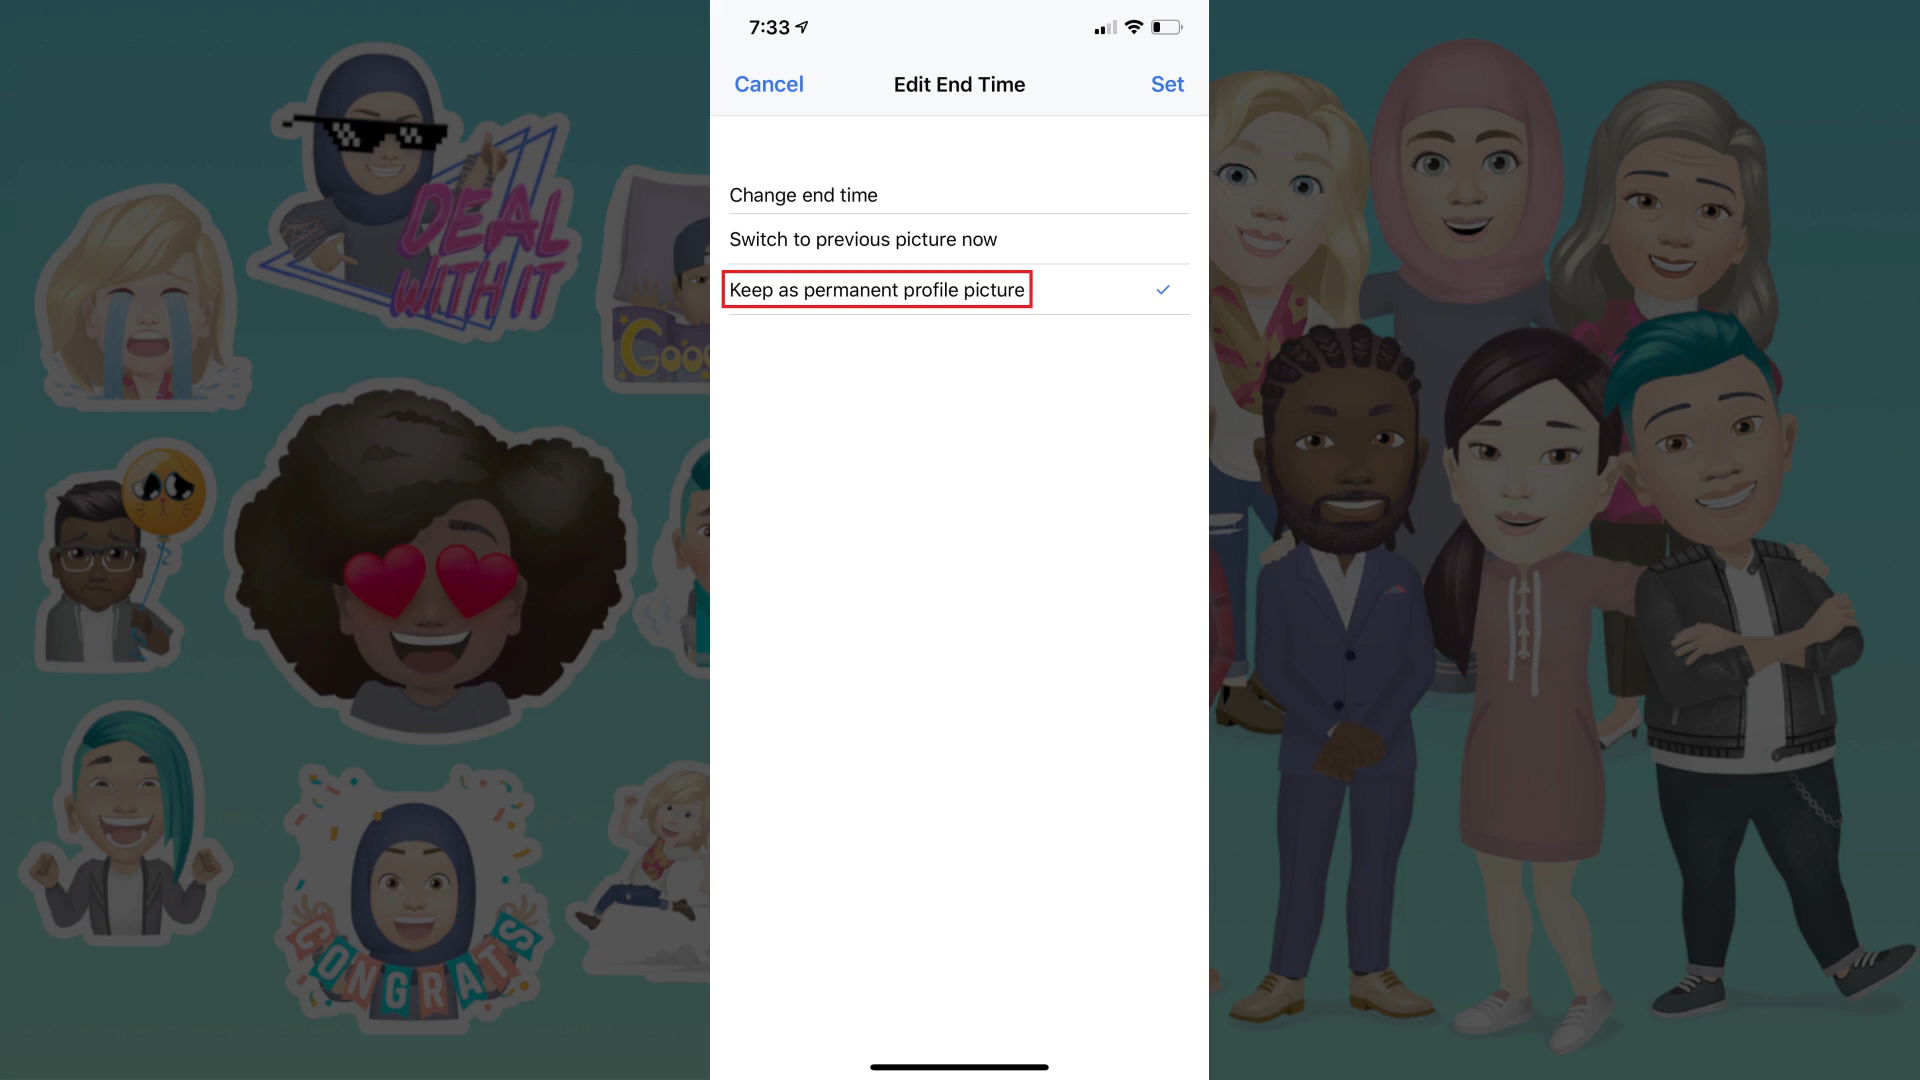 7:33
Cancel
Edit End Time
Set
Change end time
Switch to previous picture now
Keep as permanent profile picture
DEAL
WITH IT
CONGRATS